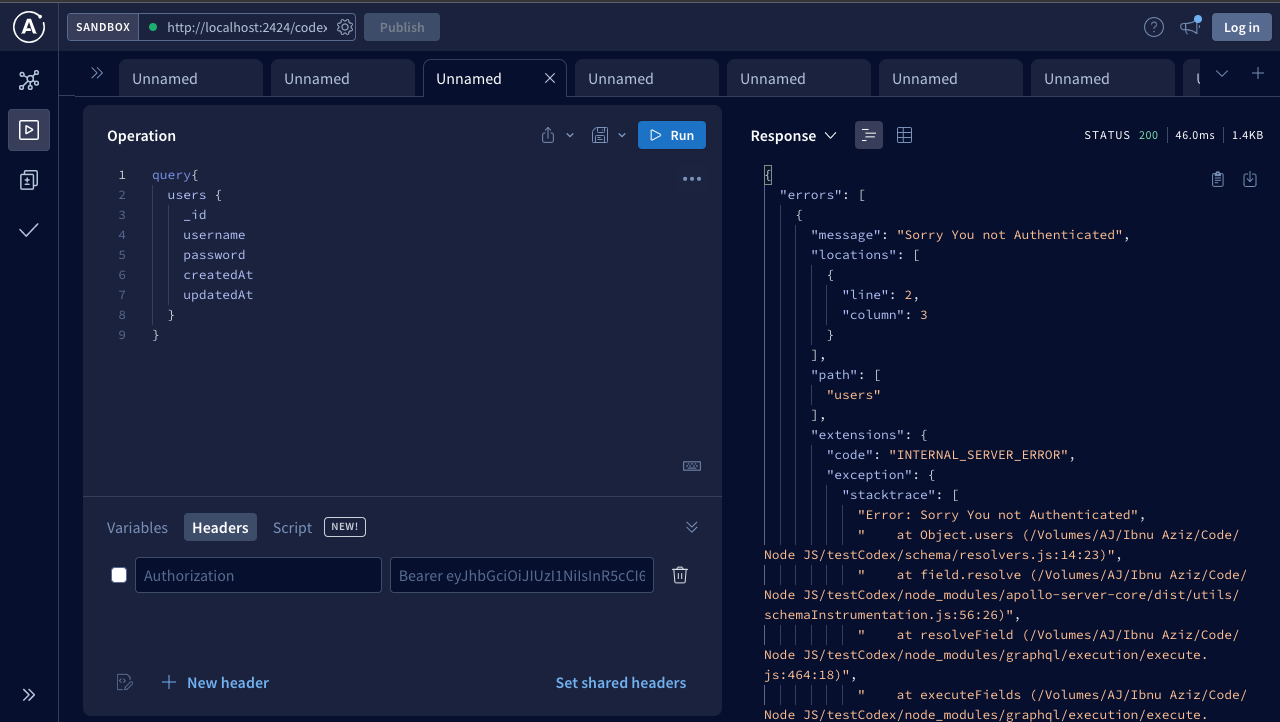 SANDBOX
http://localhost:2424/codex
Publish
Log in
Unnamed
Unnamed
Unnamed
Unnamed
Unnamed
Unnamed
Unnamed
Operation
Run
1 query{
2 users {
3 _id
4 username
5 password
6 createdAt
7 updatedAt
8 }
9 }
Variables
Headers
Script
NEW!
Authorization
Bearer eyJhbGciOiJIUzI1NiIsInR5cCI6
New header
Set shared headers
Response
STATUS 200
46.0ms
1.4KB
{
"errors": [
{
"message": "Sorry You not Authenticated",
"locations": [
{
"line": 2,
"column": 3
}
],
"path": [
"users"
],
"extensions": {
"code": "INTERNAL_SERVER_ERROR",
"exception": {
"stacktrace": [
"Error: Sorry You not Authenticated",
"    at Object.users (/Volumes/AJ/Ibnu Aziz/Code/
Node JS/testCodex/schema/resolvers.js:14:23)",
"    at field.resolve (/Volumes/AJ/Ibnu Aziz/Code/
Node JS/testCodex/node_modules/apollo-server-core/dist/utils/
schemaInstrumentation.js:56:26)",
"    at resolveField (/Volumes/AJ/Ibnu Aziz/Code/
Node JS/testCodex/node_modules/graphql/execution/execute.
js:464:18)",
"    at executeFields (/Volumes/AJ/Ibnu Aziz/Code/
Node JS/testCodex/node_modules/graphql/execution/execute.